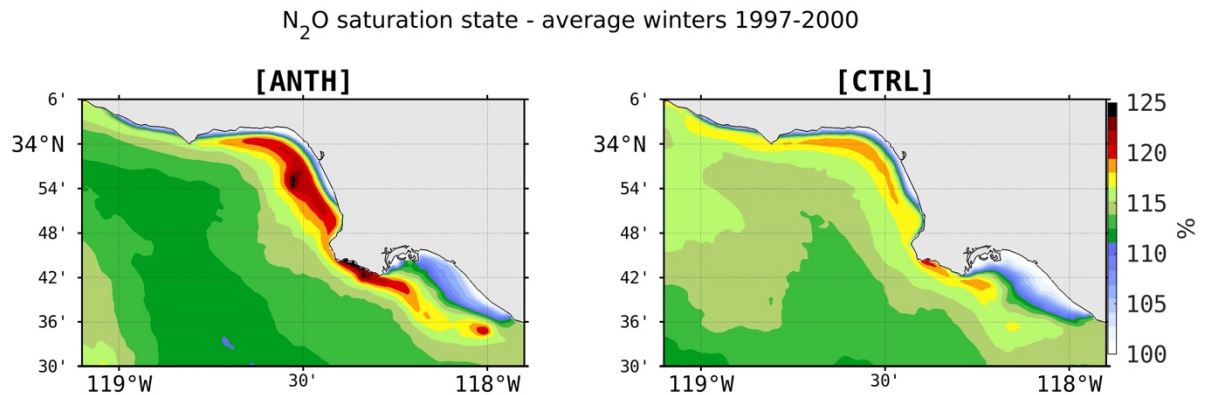 N₂O saturation state - average winters 1997-2000
[ANTH]
[CTRL]
6'
34°N
54'
48'
42'
36'
30'
119°W
30'
118°W
6'
34°N
54'
48'
42'
36'
30'
119°W
30'
118°W
125
120
115
110
105
100
%